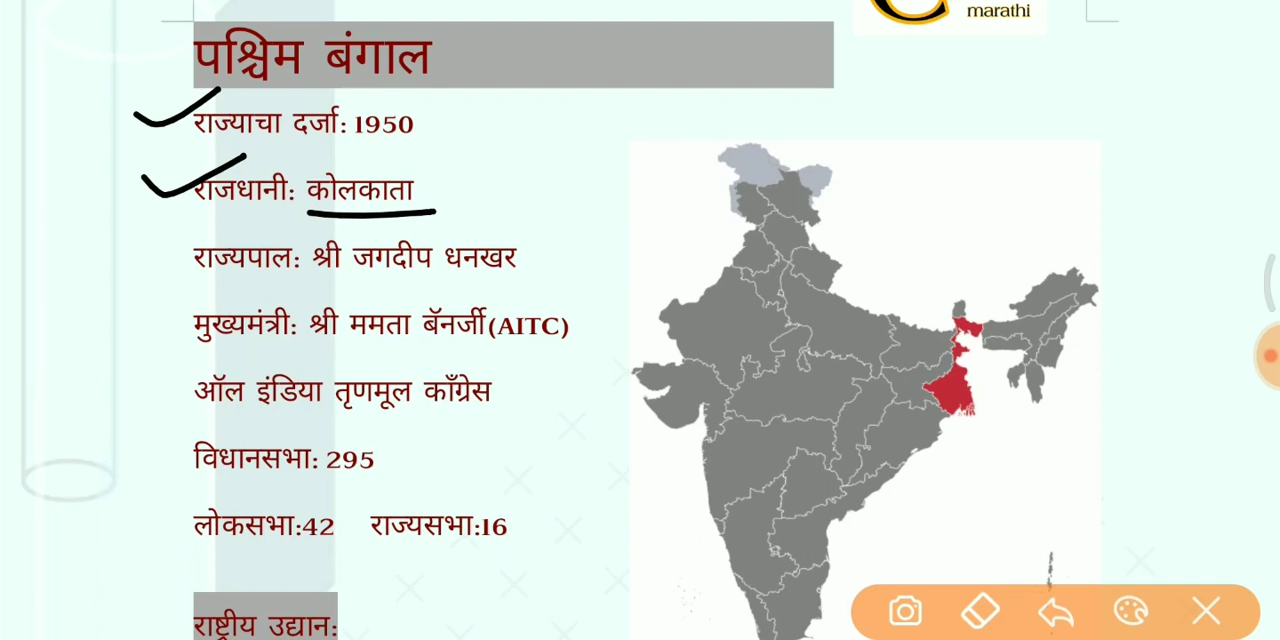 marathi
पश्चिम बंगाल
राज्याचा दर्जा: 1950
राजधानी: कोलकाता
राज्यपाल: श्री जगदीप धनखर
मुख्यमंत्री: श्री ममता बॅनर्जी(AITC)
ऑल इंडिया तृणमूल काँग्रेस
विधानसभा: 295
लोकसभा:42 राज्यसभा:16
राष्ट्रीय उद्यान: